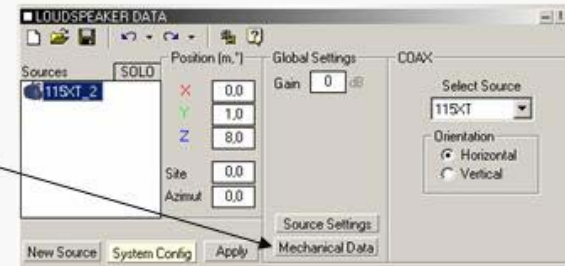 LOUDSPEAKER DATA
Sources
SOLO
115XT_2
Position (m,°)
X 0,0
Y 1,0
Z 8,0
Site 0,0
Azimut 0,0
Global Settings
Gain 0 dB
COAX
Select Source
115XT
Orientation
Horizontal
Vertical
Source Settings
Mechanical Data
New Source
System Config
Apply